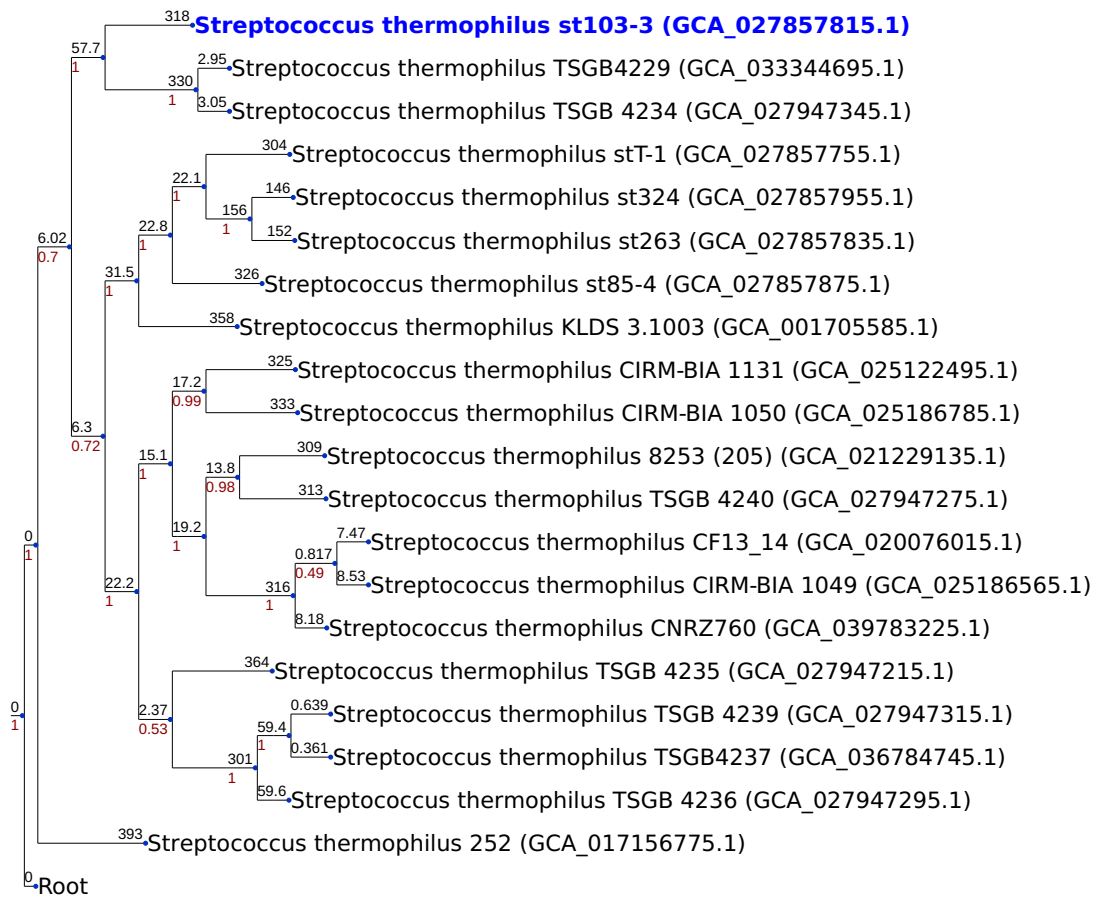 318
Streptococcus thermophilus st103-3 (GCA_027857815.1)
57.7
1
2.95
Streptococcus thermophilus TSGB4229 (GCA_033344695.1)
330
1
3.05
Streptococcus thermophilus TSGB 4234 (GCA_027947345.1)
304
Streptococcus thermophilus stT-1 (GCA_027857755.1)
22.1
1
146
Streptococcus thermophilus st324 (GCA_027857955.1)
156
1
6.02
0.7
22.8
1
152
Streptococcus thermophilus st263 (GCA_027857835.1)
31.5
1
326
Streptococcus thermophilus st85-4 (GCA_027857875.1)
358
Streptococcus thermophilus KLDS 3.1003 (GCA_001705585.1)
325
Streptococcus thermophilus CIRM-BIA 1131 (GCA_025122495.1)
17.2
0.99
333
Streptococcus thermophilus CIRM-BIA 1050 (GCA_025186785.1)
6.3
0.72
15.1
1
309
Streptococcus thermophilus 8253 (205) (GCA_021229135.1)
13.8
0.98
313
Streptococcus thermophilus TSGB 4240 (GCA_027947275.1)
0
1
19.2
1
7.47
Streptococcus thermophilus CF13_14 (GCA_020076015.1)
0.817
0.49
8.53
Streptococcus thermophilus CIRM-BIA 1049 (GCA_025186565.1)
22.2
1
316
1
8.18
Streptococcus thermophilus CNRZ760 (GCA_039783225.1)
364
Streptococcus thermophilus TSGB 4235 (GCA_027947215.1)
0
1
2.37
0.53
0.639
Streptococcus thermophilus TSGB 4239 (GCA_027947315.1)
59.4
1
0.361
Streptococcus thermophilus TSGB4237 (GCA_036784745.1)
301
1
59.6
Streptococcus thermophilus TSGB 4236 (GCA_027947295.1)
393
Streptococcus thermophilus 252 (GCA_017156775.1)
0
Root